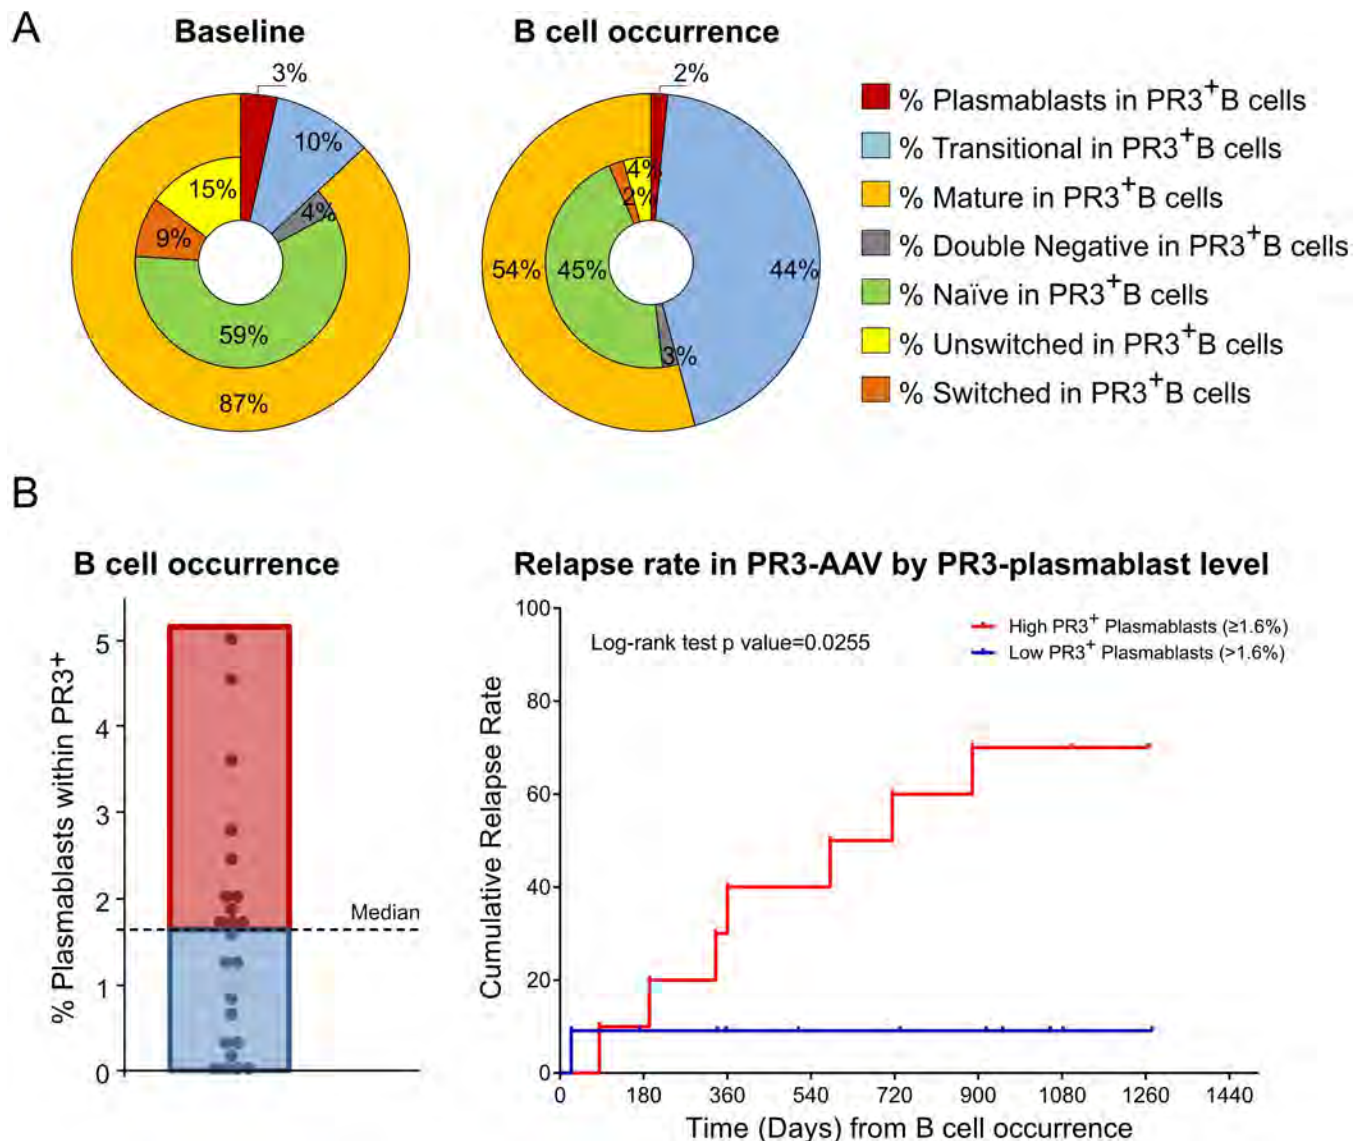 A
Baseline
B cell occurrence
3%
10%
15%
4%
9%
59%
87%
2%
4%
2%
54%
45%
44%
3%
% Plasmablasts in PR3⁺B cells
% Transitional in PR3⁺B cells
% Mature in PR3⁺B cells
% Double Negative in PR3⁺B cells
% Naïve in PR3⁺B cells
% Unswitched in PR3⁺B cells
% Switched in PR3⁺B cells
B
B cell occurrence
% Plasmablasts within PR3⁺
5
4
3
2
1
0
Median
Relapse rate in PR3-AAV by PR3-plasmablast level
Log-rank test p value=0.0255
High PR3⁺ Plasmablasts (≥1.6%)
Low PR3⁺ Plasmablasts (>1.6%)
Cumulative Relapse Rate
100
80
60
40
20
0
0 180 360 540 720 900 1080 1260 1440
Time (Days) from B cell occurrence